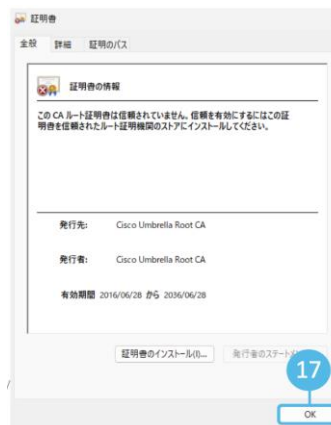 証明書
全般 詳細 証明のパス
証明書の情報
この CA ルート証明書は信頼されていません。信頼を有効にするにはこの証
明書を信頼されたルート証明機関のストアにインストールしてください。
発行先: Cisco Umbrella Root CA
発行者: Cisco Umbrella Root CA
有効期間 2016/06/28 から 2036/06/28
証明書のインストール(I)... 発行者のステート
17
OK